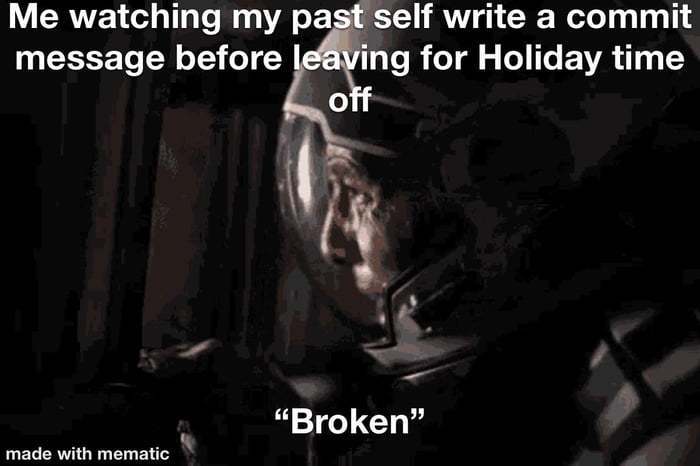 Me watching my past self write a commit
message before leaving for Holiday time
off
“Broken”
made with mematic